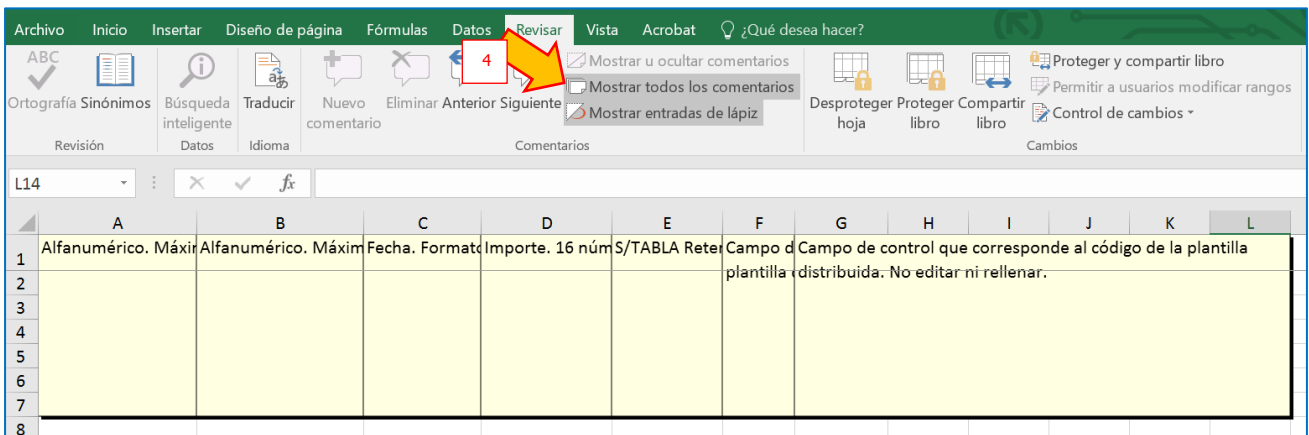 Archivo Inicio Insertar Diseño de página Fórmulas Datos Revisar Vista Acrobat ¿Qué desea hacer?
ABC
Ortografía
Sinónimos
Búsqueda
inteligente
Traducir
Nuevo
comentario
Eliminar
Anterior
Siguiente
4
Mostrar u ocultar comentarios
Mostrar todos los comentarios
Mostrar entradas de lápiz
Desproteger
hoja
Proteger
libro
Compartir
libro
Proteger y compartir libro
Permitir a usuarios modificar rangos
Control de cambios
Revisión Datos Idioma Comentarios Cambios
L14 fx
A B C D E F G H I J K L
1
Alfanumérico. Máxi
Alfanumérico. Máxim
Fecha. Formato
Importe. 16 núm
S/TABLA Reter
Campo d
plantilla
Campo de control que corresponde al código de la plantilla
distribuida. No editar ni rellenar.
2
3
4
5
6
7
8